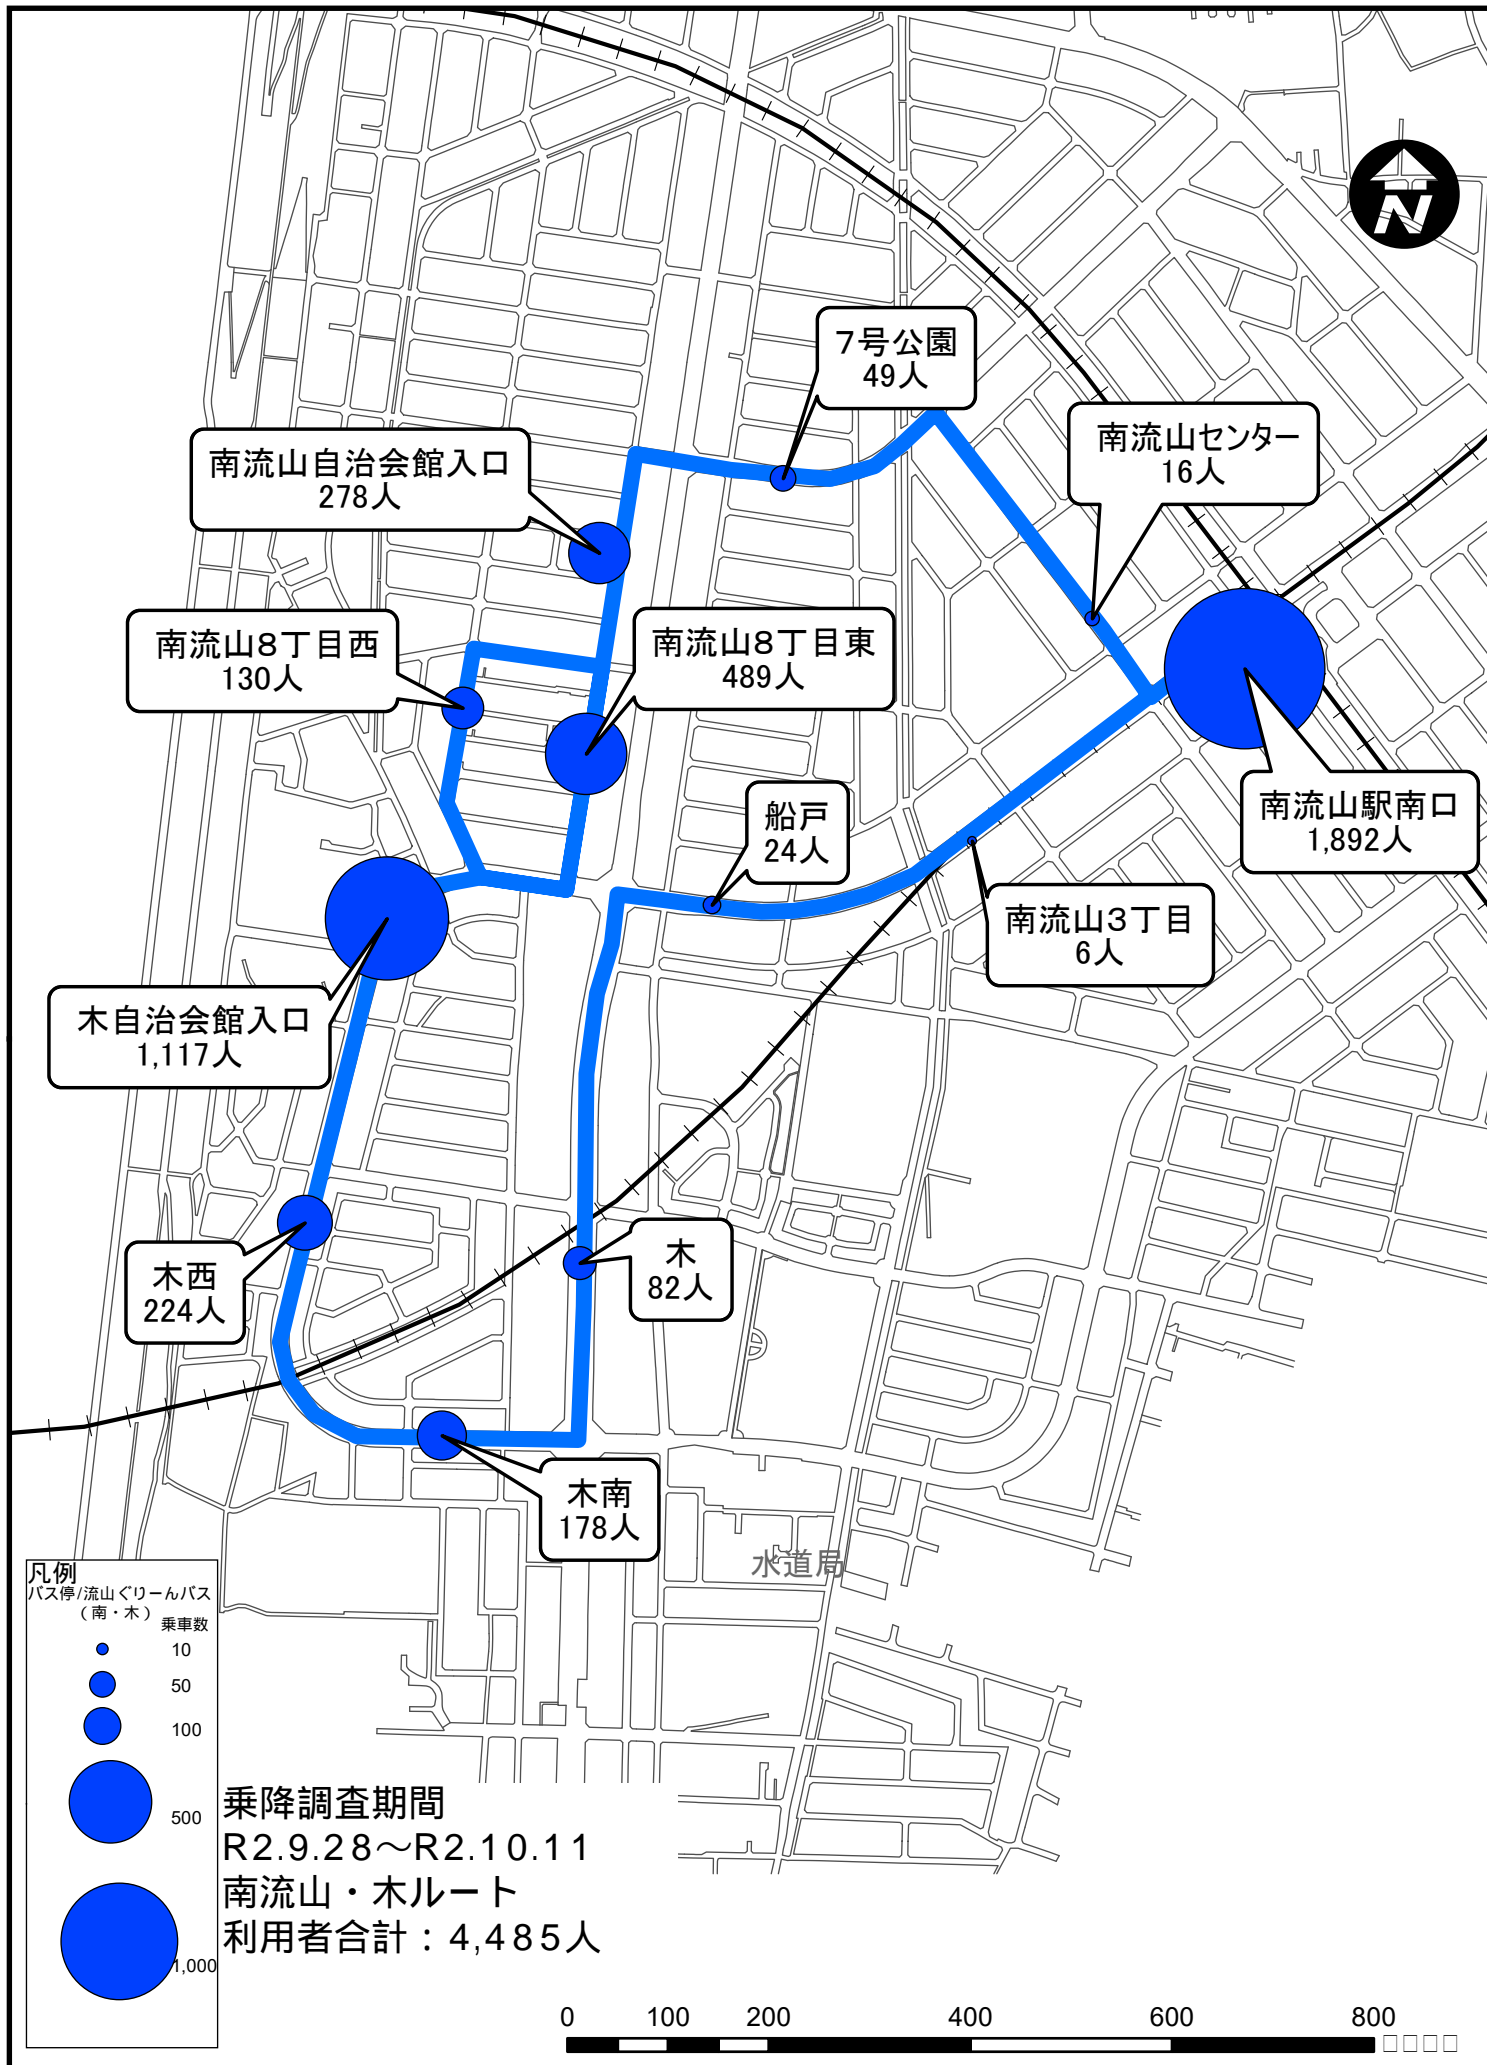 N
7号公園
49人
南流山センター
16人
南流山自治会館入口
278人
南流山8丁目西
130人
南流山8丁目東
489人
南流山駅南口
1,892人
船戸
24人
南流山3丁目
6人
木自治会館入口
1,117人
木西
224人
木
82人
木南
178人
水道局
凡例
バス停/流山ぐりーんバス
（南・木）
乗車数
10
50
100
500
1,000
乗降調査期間
R2.9.28～R2.10.11
南流山・木ルート
利用者合計：4,485人
0 100 200 400 600 800 □□□□